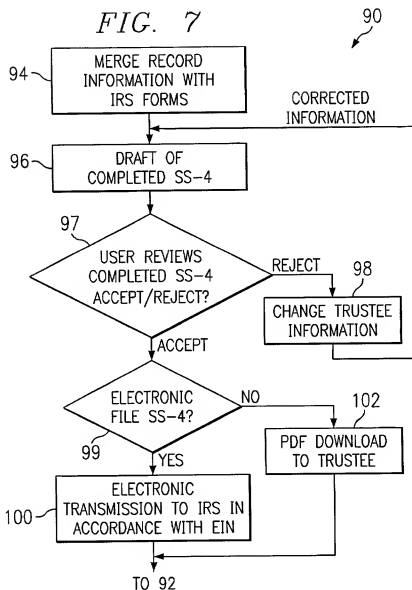 FIG. 7
90
94
MERGE RECORD
INFORMATION WITH
IRS FORMS
CORRECTED
INFORMATION
96
DRAFT OF
COMPLETED SS-4
97
USER REVIEWS
COMPLETED SS-4
ACCEPT/REJECT?
REJECT
98
CHANGE TRUSTEE
INFORMATION
ACCEPT
ELECTRONIC
FILE SS-4?
99
NO
102
PDF DOWNLOAD
TO TRUSTEE
YES
100
ELECTRONIC
TRANSMISSION TO IRS IN
ACCORDANCE WITH EIN
TO 92